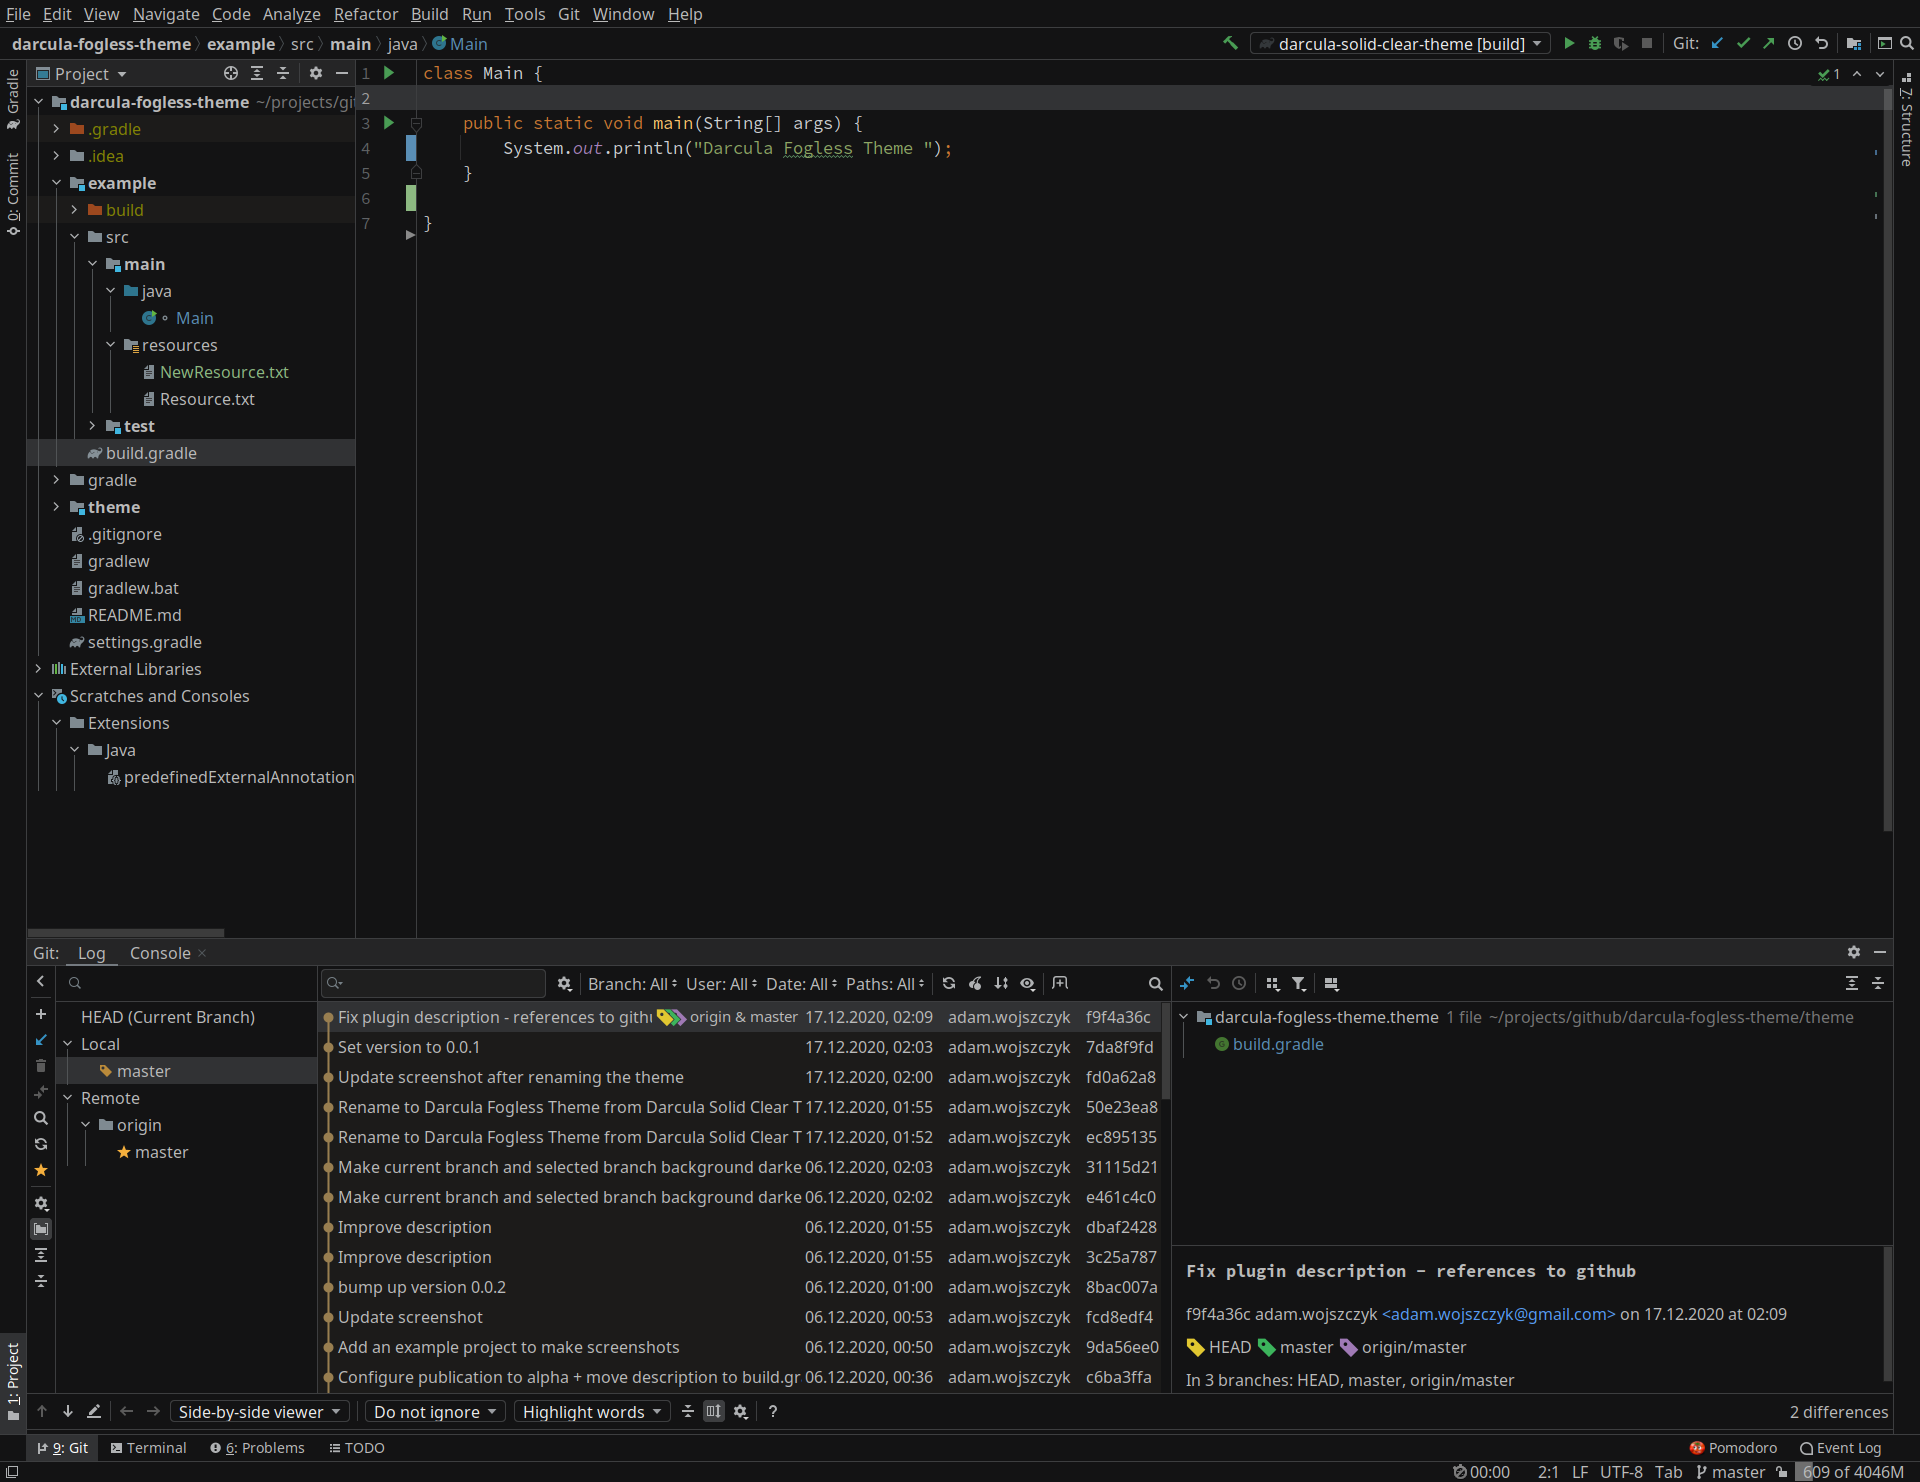 File Edit View Navigate Code Analyze Refactor Build Run Tools Git Window Help
darcula-fogless-theme example src main java Main
darcula-solid-clear-theme [build] Git:
Gradle
0: Commit
1: Project
Project
darcula-fogless-theme ~/projects/git
.gradle
.idea
example
build
src
main
java
Main
resources
NewResource.txt
Resource.txt
test
build.gradle
gradle
theme
.gitignore
gradlew
gradlew.bat
README.md
settings.gradle
External Libraries
Scratches and Consoles
Extensions
Java
predefinedExternalAnnotation
1 class Main {
2
3 public static void main(String[] args) {
4 System.out.println("Darcula Fogless Theme ");
5 }
6
7 }
1
7: Structure
Git: Log Console
HEAD (Current Branch)
Local
master
Remote
origin
master
Branch: All User: All Date: All Paths: All
Fix plugin description - references to githu origin & master 17.12.2020, 02:09 adam.wojszczyk f9f4a36c
Set version to 0.0.1 17.12.2020, 02:03 adam.wojszczyk 7da8f9fd
Update screenshot after renaming the theme 17.12.2020, 02:00 adam.wojszczyk fd0a62a8
Rename to Darcula Fogless Theme from Darcula Solid Clear T 17.12.2020, 01:55 adam.wojszczyk 50e23ea8
Rename to Darcula Fogless Theme from Darcula Solid Clear T 17.12.2020, 01:52 adam.wojszczyk ec895135
Make current branch and selected branch background darke 06.12.2020, 02:03 adam.wojszczyk 31115d21
Make current branch and selected branch background darke 06.12.2020, 02:02 adam.wojszczyk e461c4c0
Improve description 06.12.2020, 01:55 adam.wojszczyk dbaf2428
Improve description 06.12.2020, 01:55 adam.wojszczyk 3c25a787
bump up version 0.0.2 06.12.2020, 01:00 adam.wojszczyk 8bac007a
Update screenshot 06.12.2020, 00:53 adam.wojszczyk fcd8edf4
Add an example project to make screenshots 06.12.2020, 00:50 adam.wojszczyk 9da56ee0
Configure publication to alpha + move description to build.gr 06.12.2020, 00:36 adam.wojszczyk c6ba3ffa
darcula-fogless-theme.theme 1 file ~/projects/github/darcula-fogless-theme/theme
build.gradle
Fix plugin description - references to github
f9f4a36c adam.wojszczyk <adam.wojszczyk@gmail.com> on 17.12.2020 at 02:09
HEAD master origin/master
In 3 branches: HEAD, master, origin/master
Side-by-side viewer Do not ignore Highlight words ? 2 differences
9: Git Terminal 6: Problems TODO Pomodoro Event Log
00:00 2:1 LF UTF-8 Tab master 609 of 4046M